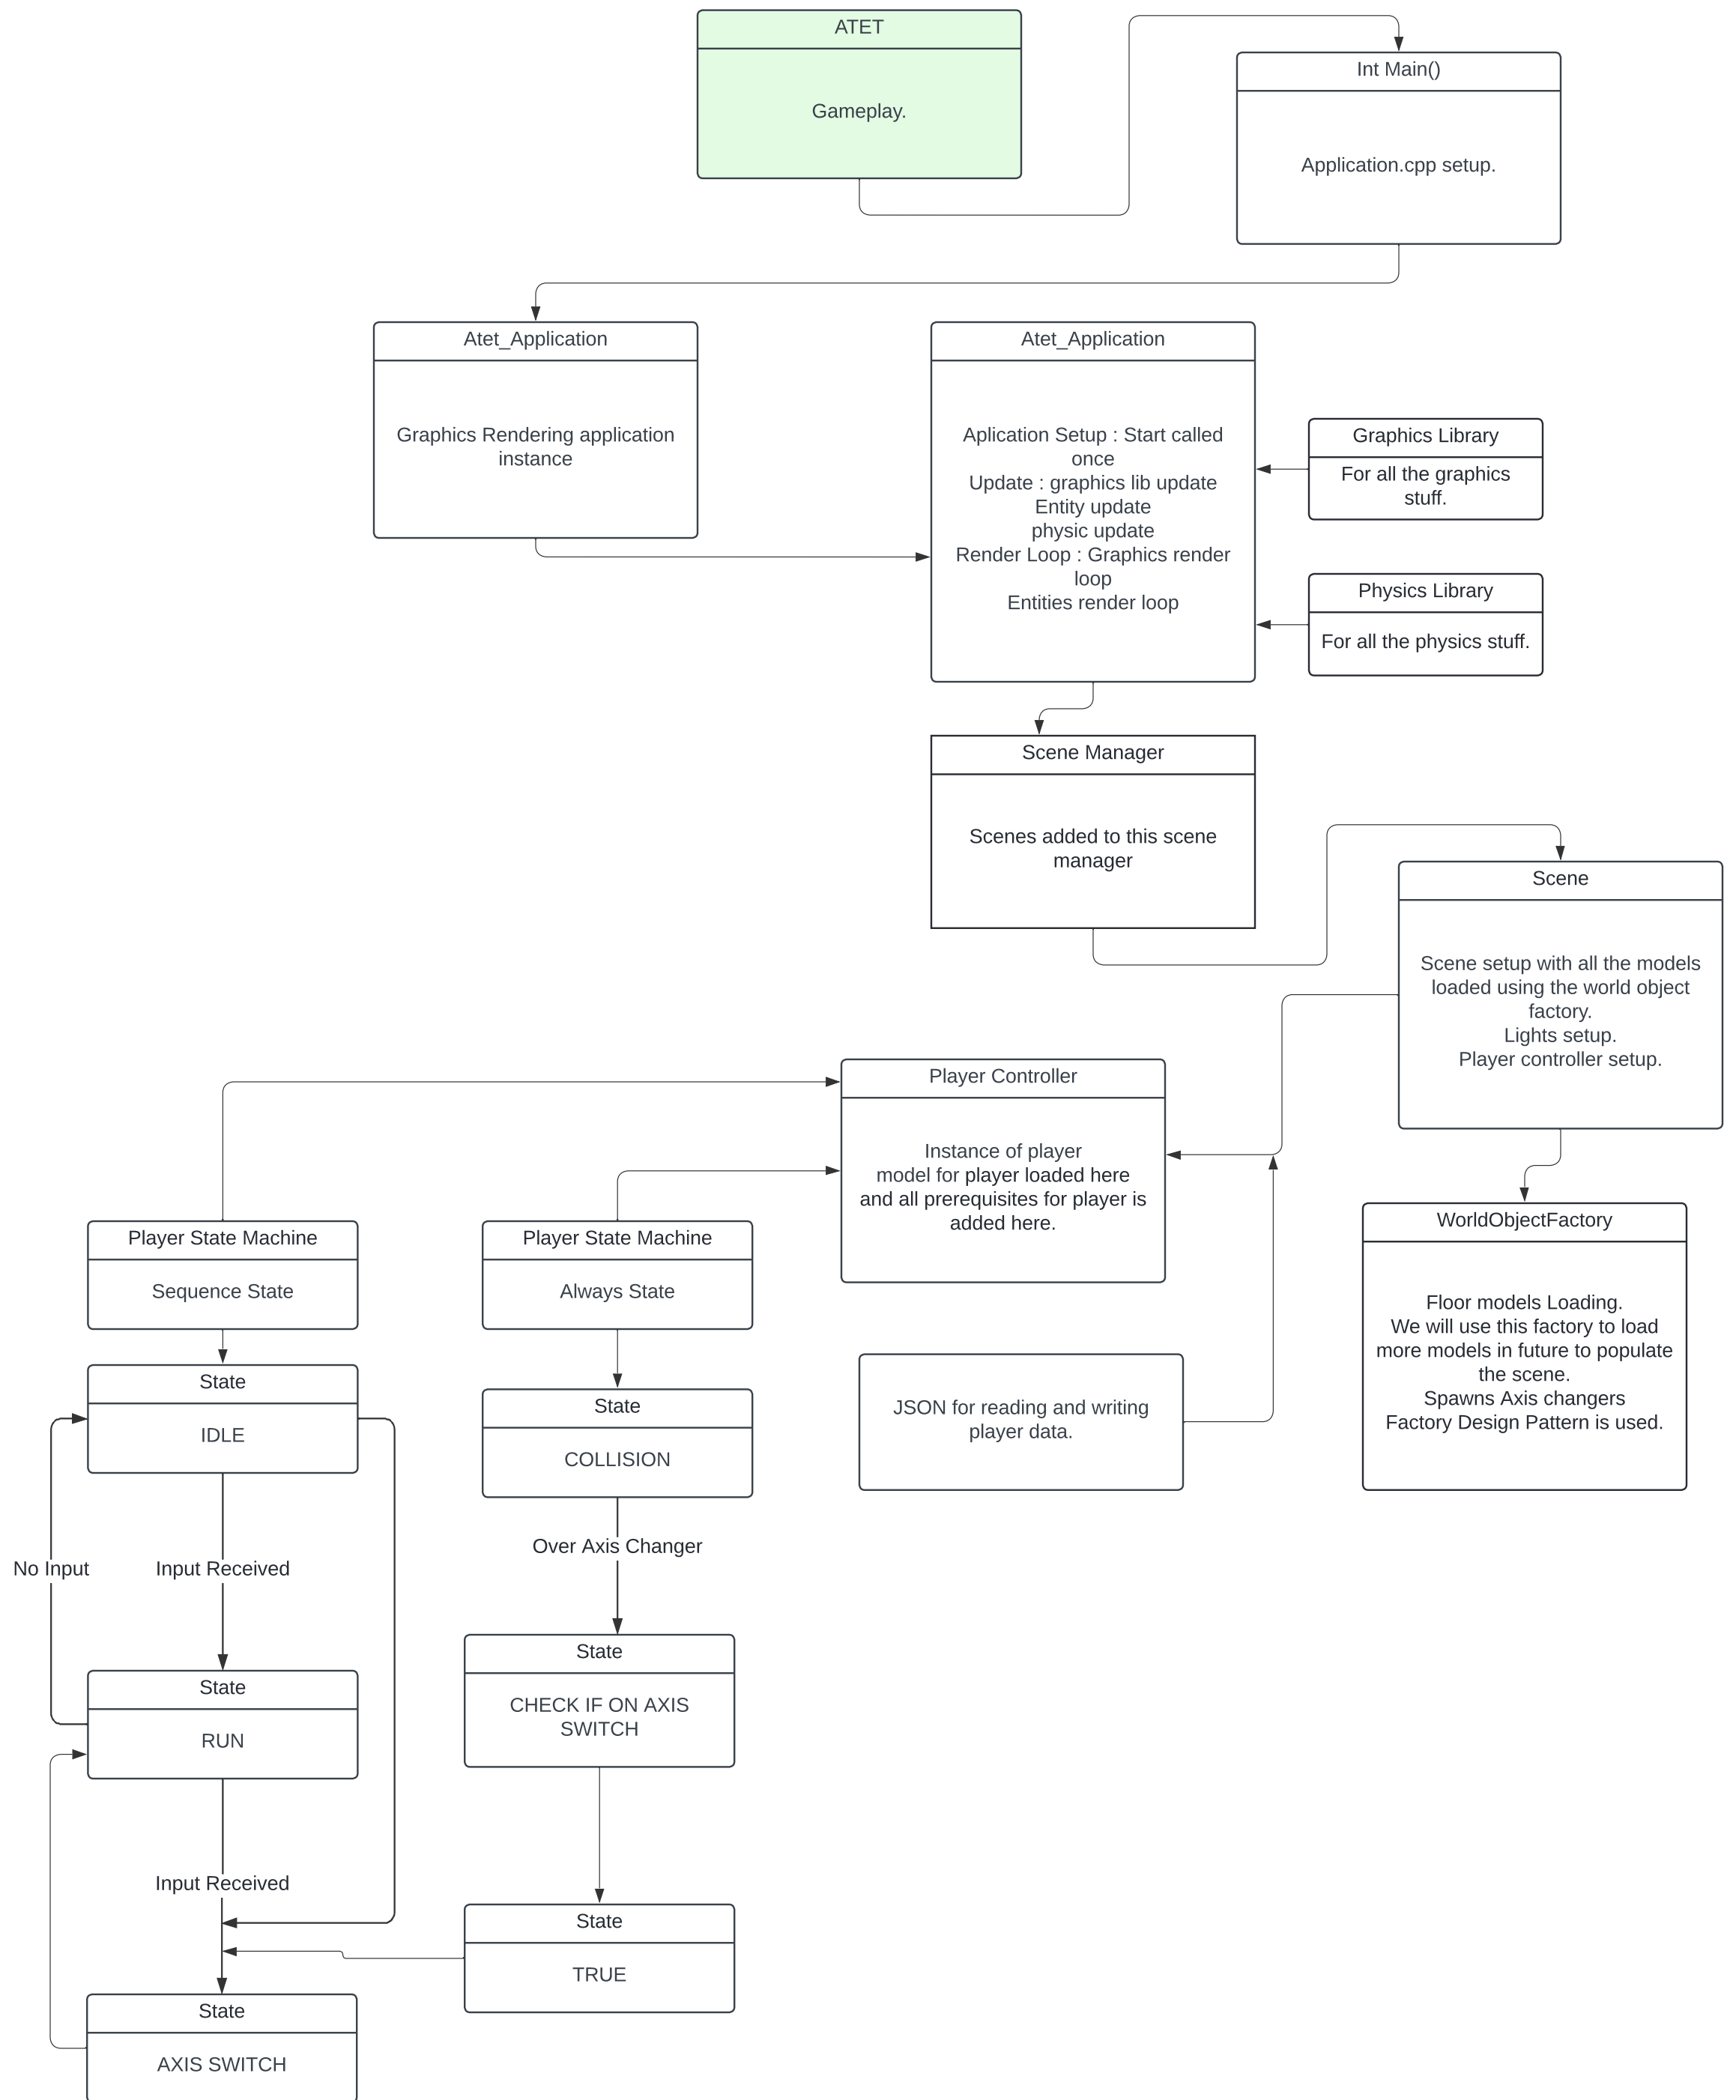 ATET
Gameplay.
Int Main()
Application.cpp setup.
Atet_Application
Graphics Rendering application
instance
Atet_Application
Aplication Setup : Start called
once
Update : graphics lib update
Entity update
physic update
Render Loop : Graphics render
loop
Entities render loop
Graphics Library
For all the graphics
stuff.
Physics Library
For all the physics stuff.
Scene Manager
Scenes added to this scene
manager
Scene
Scene setup with all the models
loaded using the world object
factory.
Lights setup.
Player controller setup.
Player Controller
Instance of player
model for player loaded here
and all prerequisites for player is
added here.
WorldObjectFactory
Floor models Loading.
We will use this factory to load
more models in future to populate
the scene.
Spawns Axis changers
Factory Design Pattern is used.
JSON for reading and writing
player data.
Player State Machine
Sequence State
Player State Machine
Always State
State
IDLE
State
COLLISION
Over Axis Changer
No Input
Input Received
State
CHECK IF ON AXIS
SWITCH
State
RUN
Input Received
State
TRUE
State
AXIS SWITCH